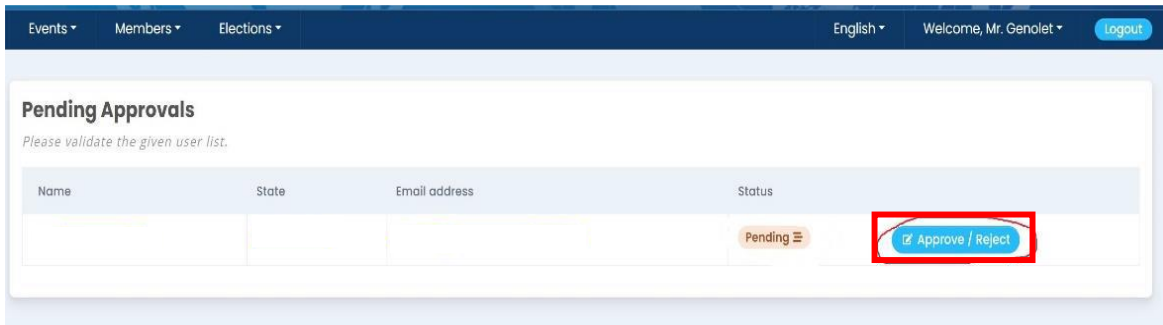 Events Members Elections English Welcome, Mr. Genolet Logout
Pending Approvals
Please validate the given user list.
Name State Email address Status
Pending Approve / Reject